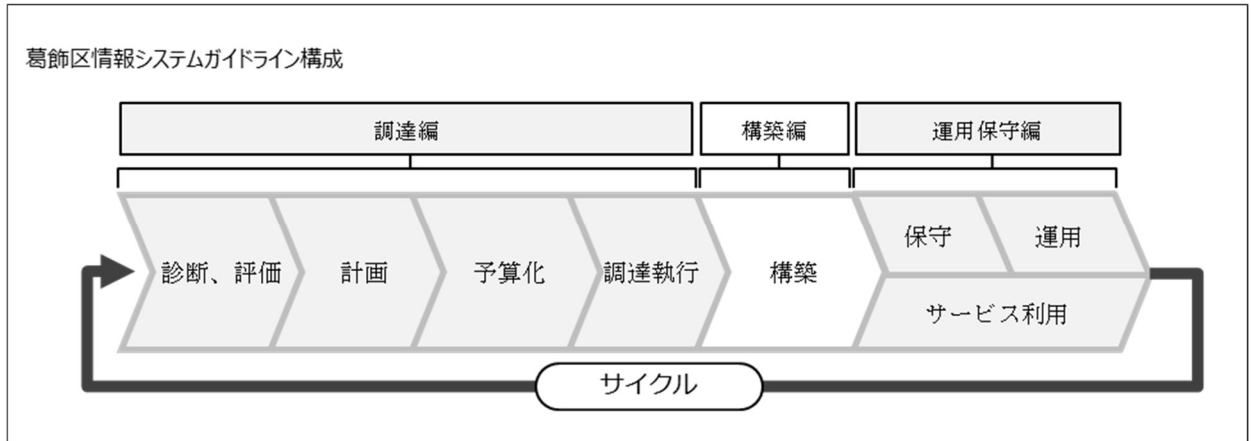 葛飾区情報システムガイドライン構成
調達編
構築編
運用保守編
診断、評価
計画
予算化
調達執行
構築
保守
運用
サービス利用
サイクル